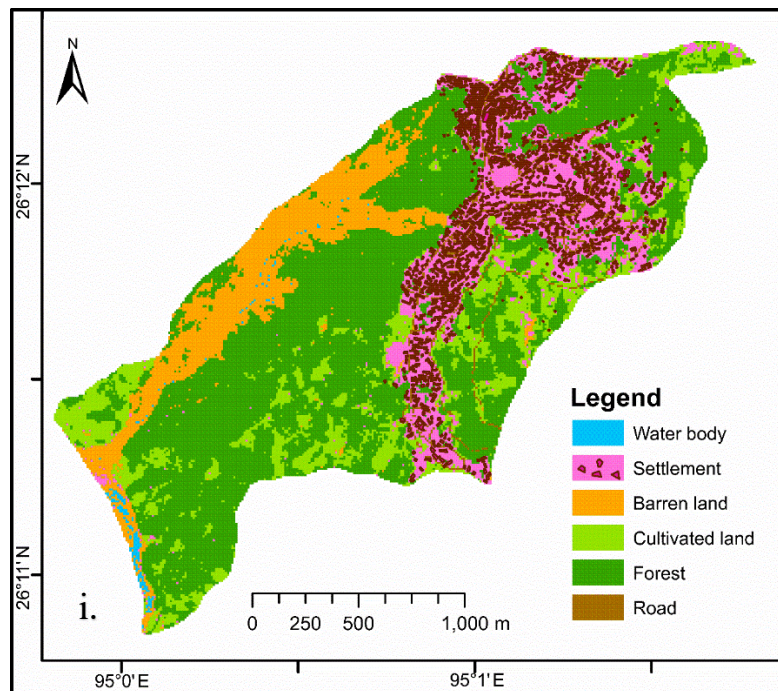 N
26°12'N
26°11'N
95°0'E
95°1'E
i.
0 250 500 1,000 m
Legend
Water body
Settlement
Barren land
Cultivated land
Forest
Road